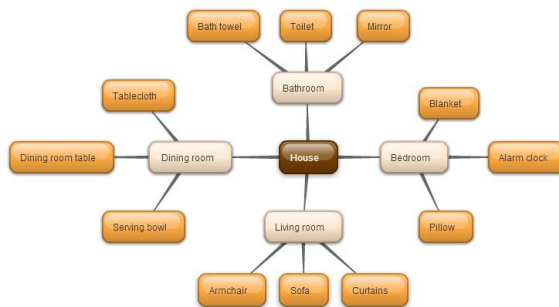 Bath towel
Toilet
Mirror
Bathroom
Tablecloth
Blanket
Dining room table
Dining room
House
Bedroom
Alarm clock
Serving bowl
Living room
Pillow
Armchair
Sofa
Curtains